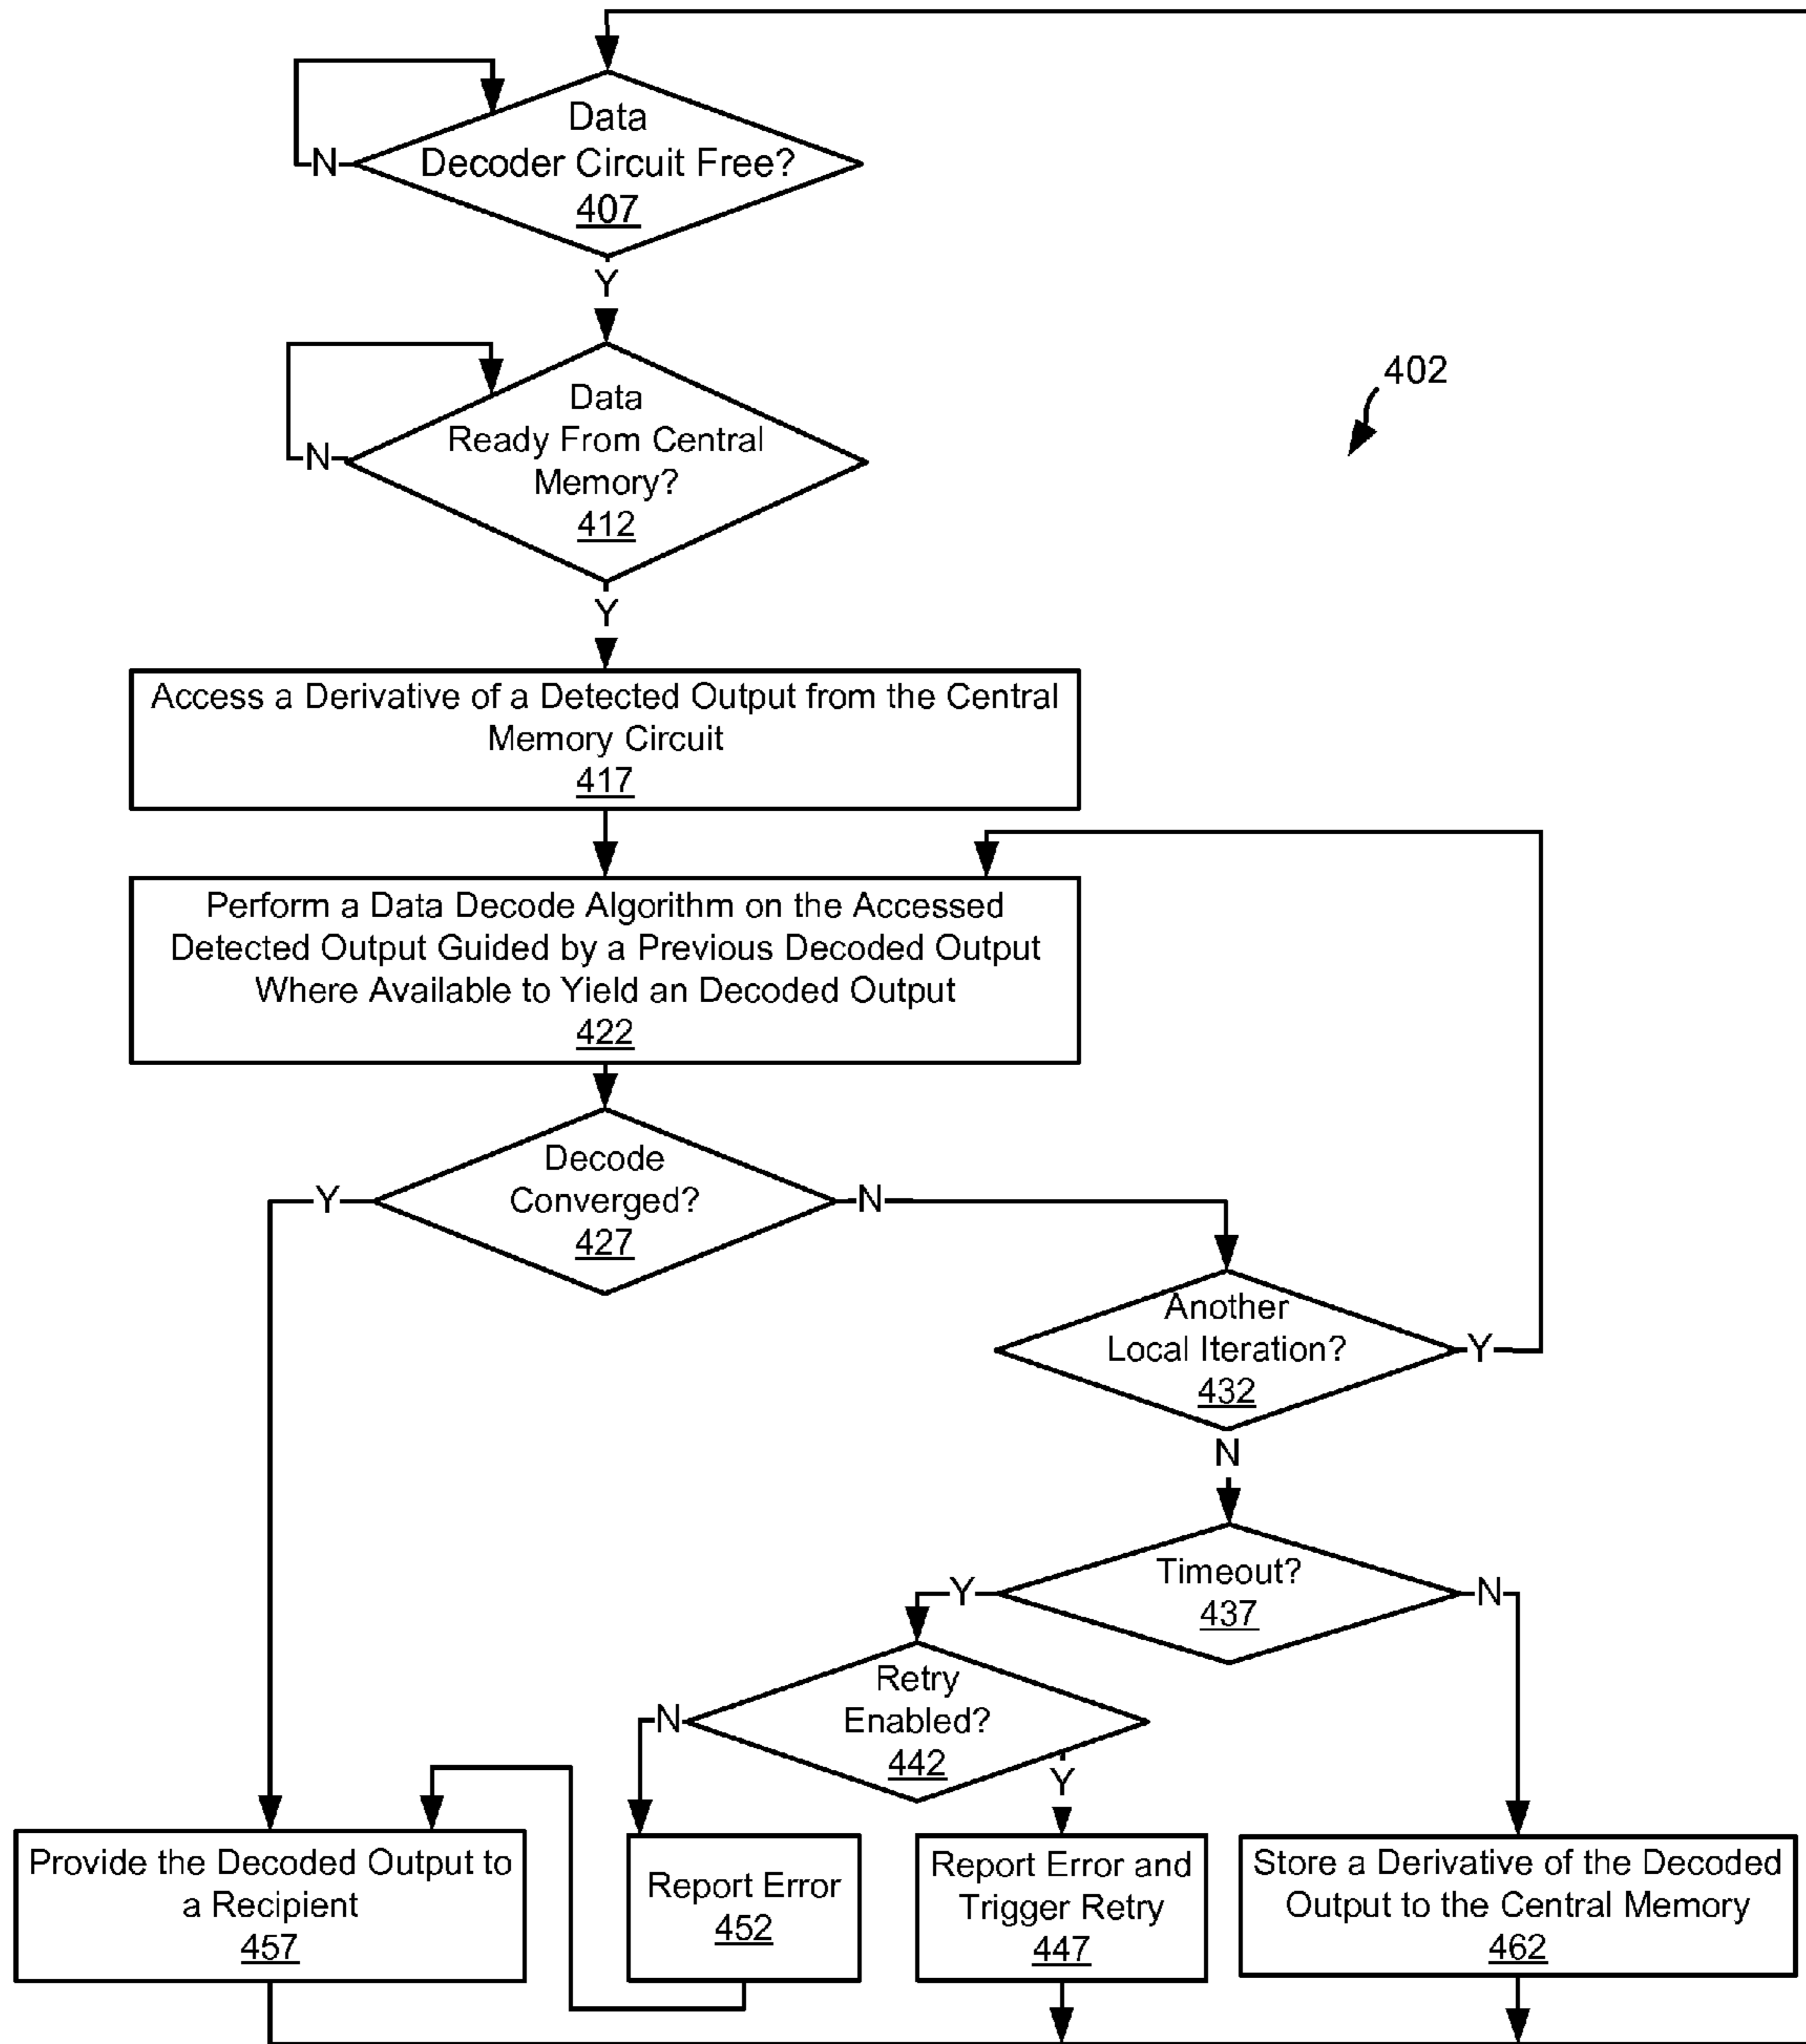 Data
Decoder Circuit Free?
407
N
Y
Data
Ready From Central
Memory?
412
N
Y
402
Access a Derivative of a Detected Output from the Central
Memory Circuit
417
Perform a Data Decode Algorithm on the Accessed
Detected Output Guided by a Previous Decoded Output
Where Available to Yield an Decoded Output
422
Decode
Converged?
427
Y
N
Another
Local Iteration?
432
Y
N
Timeout?
437
Y
N
Retry
Enabled?
442
N
Y
Provide the Decoded Output to
a Recipient
457
Report Error
452
Report Error and
Trigger Retry
447
Store a Derivative of the Decoded
Output to the Central Memory
462